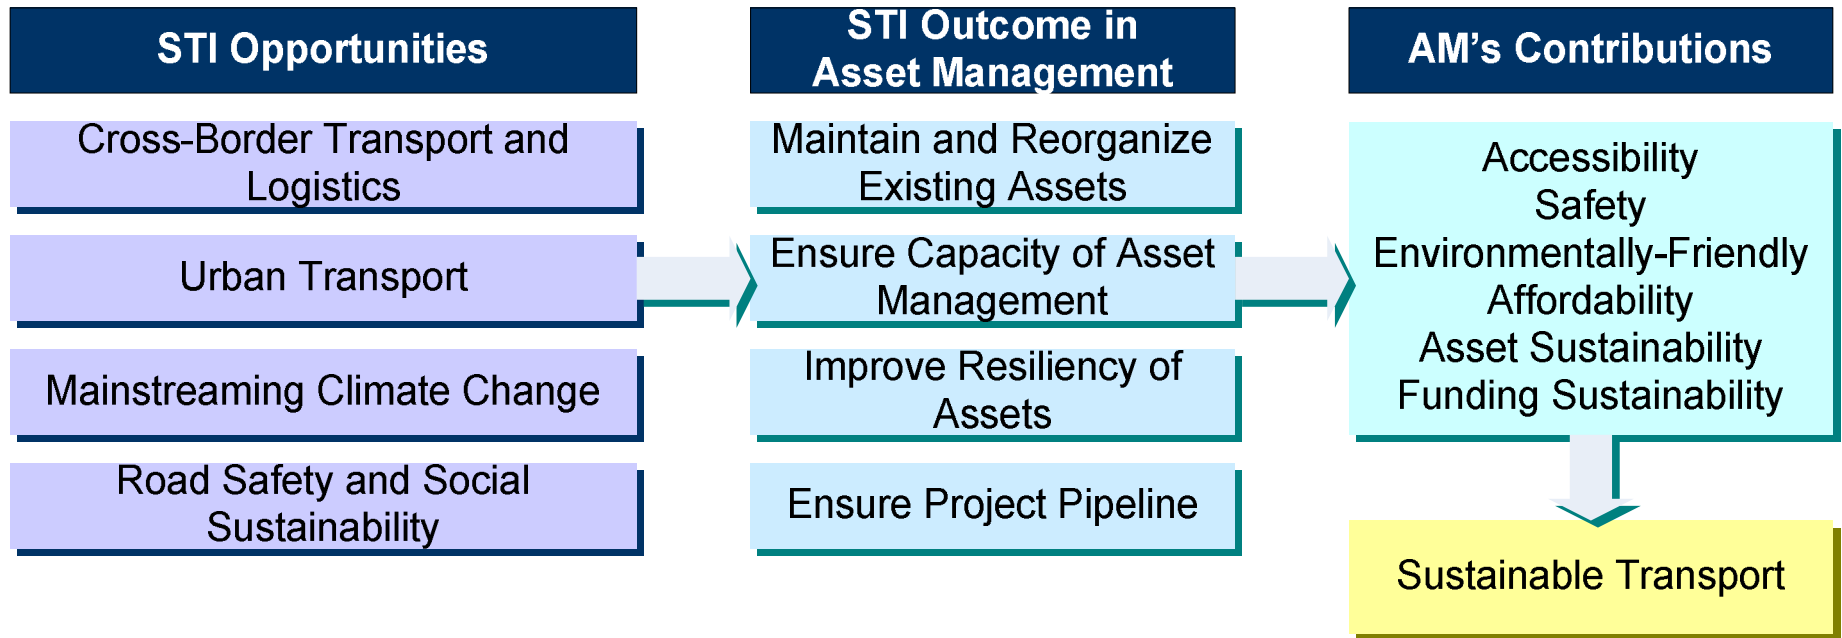 STI Opportunities
Cross-Border Transport and
Logistics
Urban Transport
Mainstreaming Climate Change
Road Safety and Social
Sustainability
STI Outcome in
Asset Management
Maintain and Reorganize
Existing Assets
Ensure Capacity of Asset
Management
Improve Resiliency of
Assets
Ensure Project Pipeline
AM’s Contributions
Accessibility
Safety
Environmentally-Friendly
Affordability
Asset Sustainability
Funding Sustainability
Sustainable Transport